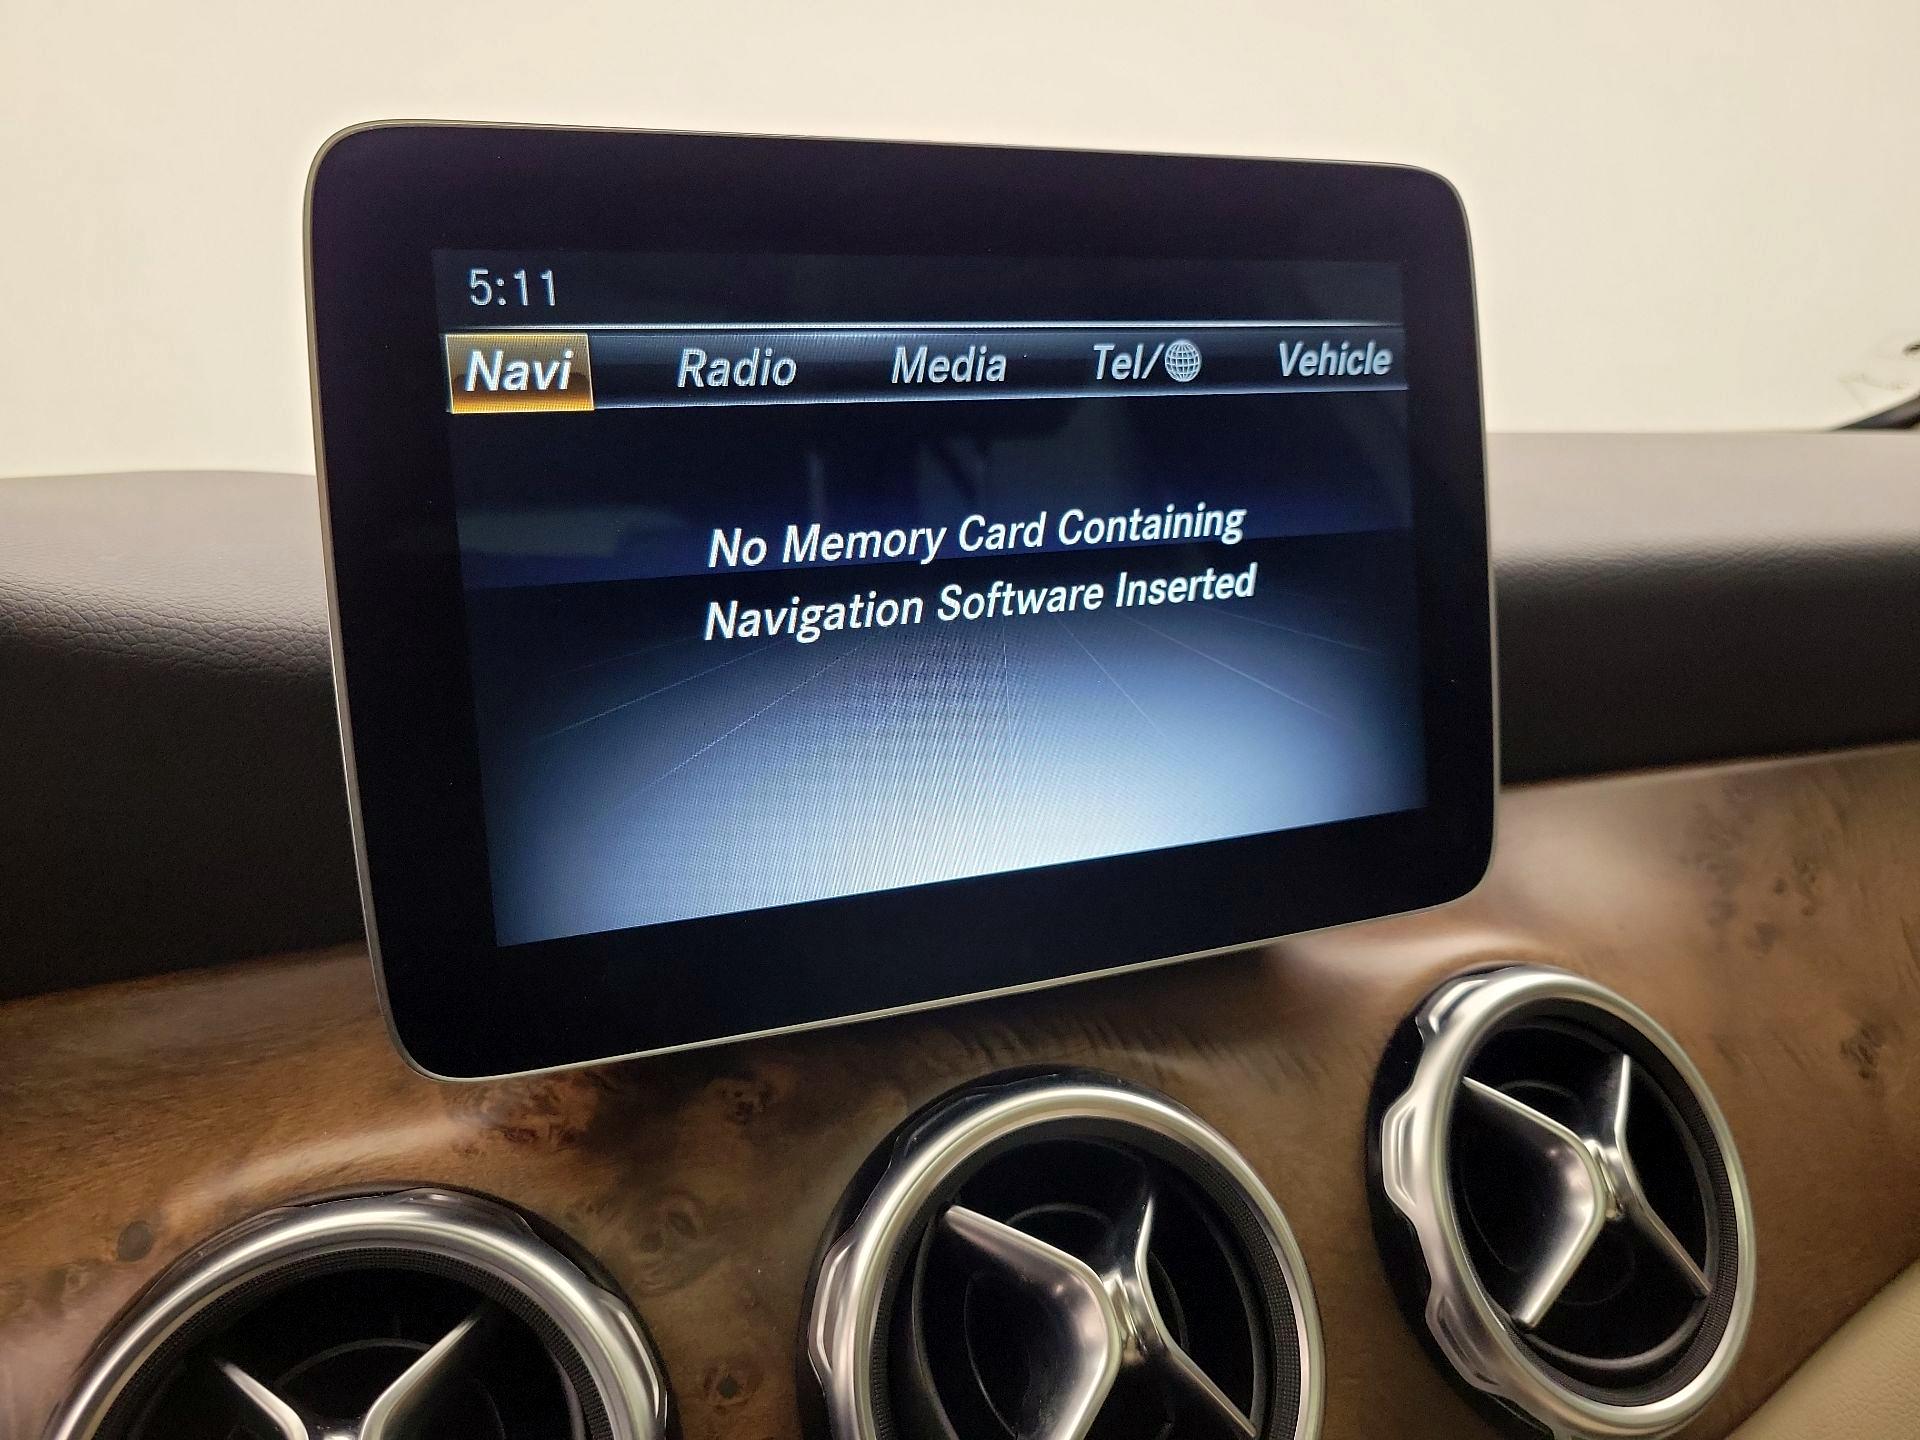 5:11
Navi Radio Media Tel/ Vehicle
No Memory Card Containing
Navigation Software Inserted